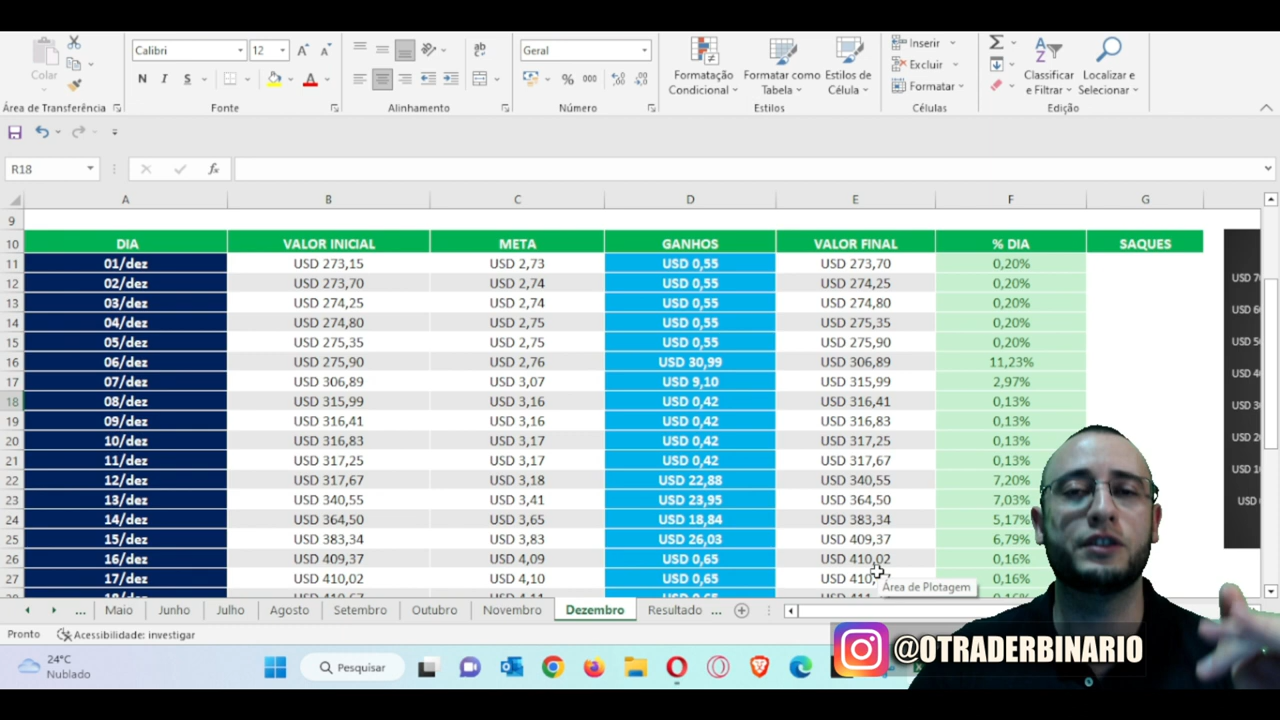 Colar
Área de Transferência
Calibri
12
N I S
Fonte
ab
Alinhamento
Geral
% 000
Número
Formatação Condicional
Formatar como Tabela
Estilos de Célula
Estilos
Inserir
Excluir
Formatar
Células
Classificar e Filtrar
Localizar e Selecionar
Edição
R18
fx
A B C D E F G
9
10 DIA VALOR INICIAL META GANHOS VALOR FINAL % DIA SAQUES
11 01/dez USD 273,15 USD 2,73 USD 0,55 USD 273,70 0,20%
12 02/dez USD 273,70 USD 2,74 USD 0,55 USD 274,25 0,20%
13 03/dez USD 274,25 USD 2,74 USD 0,55 USD 274,80 0,20%
14 04/dez USD 274,80 USD 2,75 USD 0,55 USD 275,35 0,20%
15 05/dez USD 275,35 USD 2,75 USD 0,55 USD 275,90 0,20%
16 06/dez USD 275,90 USD 2,76 USD 30,99 USD 306,89 11,23%
17 07/dez USD 306,89 USD 3,07 USD 9,10 USD 315,99 2,97%
18 08/dez USD 315,99 USD 3,16 USD 0,42 USD 316,41 0,13%
19 09/dez USD 316,41 USD 3,16 USD 0,42 USD 316,83 0,13%
20 10/dez USD 316,83 USD 3,17 USD 0,42 USD 317,25 0,13%
21 11/dez USD 317,25 USD 3,17 USD 0,42 USD 317,67 0,13%
22 12/dez USD 317,67 USD 3,18 USD 22,88 USD 340,55 7,20%
23 13/dez USD 340,55 USD 3,41 USD 23,95 USD 364,50 7,03%
24 14/dez USD 364,50 USD 3,65 USD 18,84 USD 383,34 5,17%
25 15/dez USD 383,34 USD 3,83 USD 26,03 USD 409,37 6,79%
26 16/dez USD 409,37 USD 4,09 USD 0,65 USD 410,02 0,16%
27 17/dez USD 410,02 USD 4,10 USD 0,65 USD 0,16%
Área de Plotagem
... Maio Junho Julho Agosto Setembro Outubro Novembro Dezembro Resultado ...
Pronto
Acessibilidade: investigar
@OTRADERBINARIO
24°C
Nublado
Pesquisar